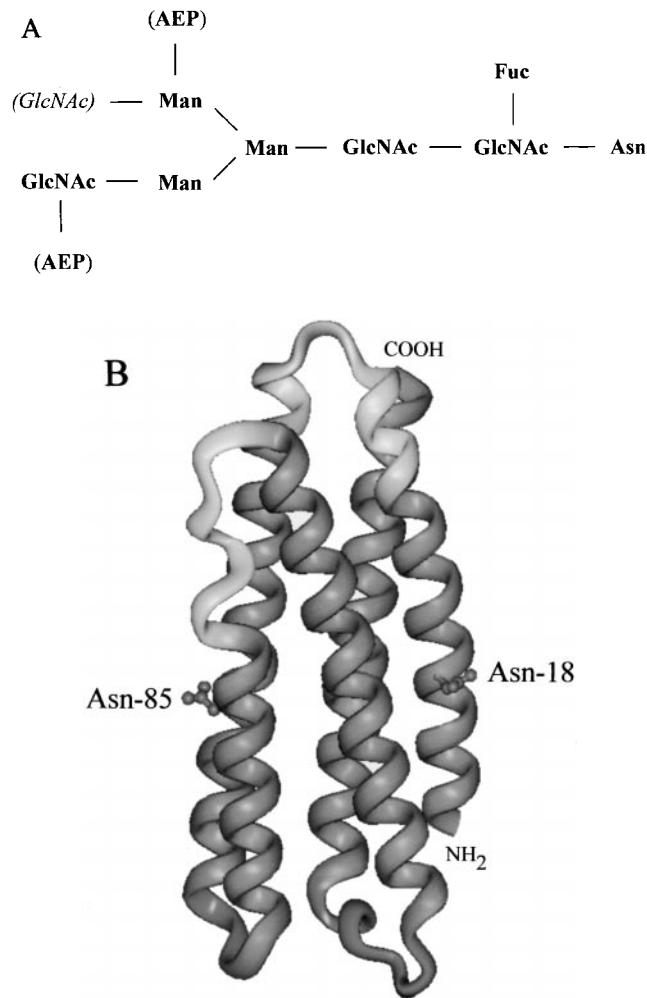 A
(AEP)
Fuc
(GlcNAc) Man
Man GlcNAc GlcNAc Asn
GlcNAc Man
(AEP)
B
COOH
Asn-85
Asn-18
NH2